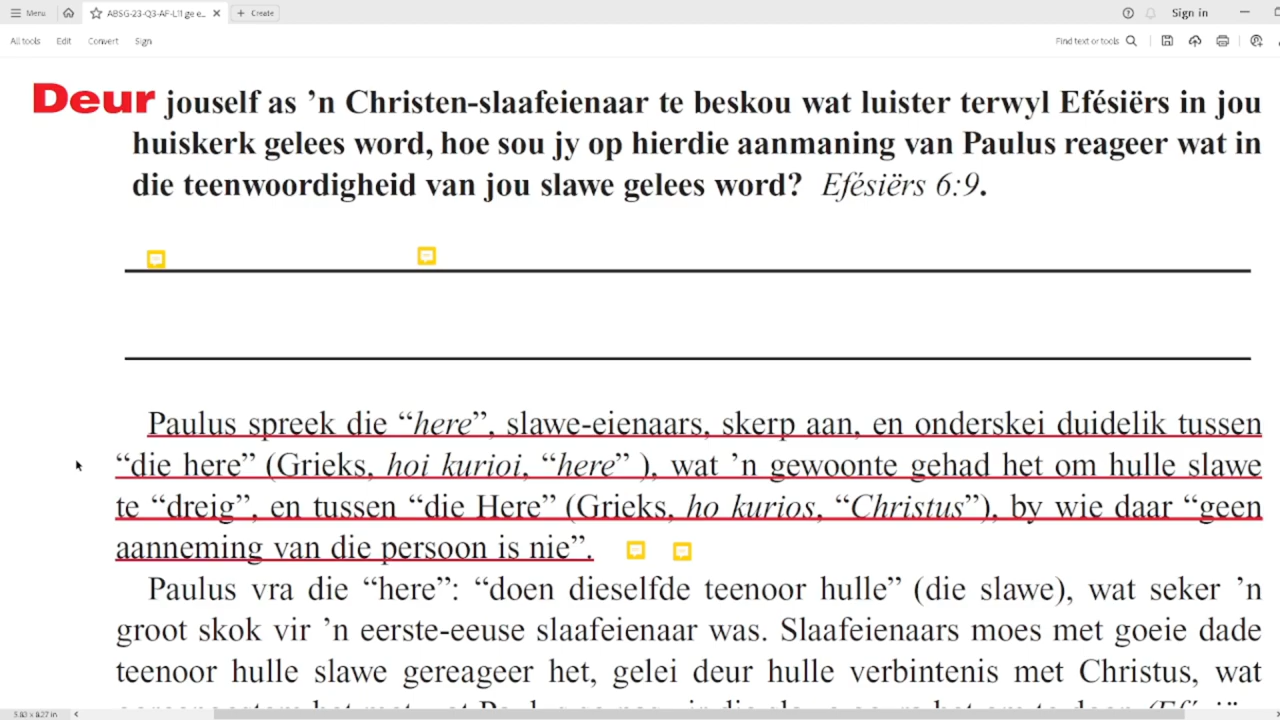 Menu
ABSG-23-Q3-AF-L11 ge e...
Create
Sign in
All tools Edit Convert Sign
Find text or tools
Deur jouself as ’n Christen-slaafeienaar te beskou wat luister terwyl Efésiërs in jou
huiskerk gelees word, hoe sou jy op hierdie aanmaning van Paulus reageer wat in
die teenwoordigheid van jou slawe gelees word? Efésiërs 6:9.
Paulus spreek die “here”, slawe-eienaars, skerp aan, en onderskei duidelik tussen
“die here” (Grieks, hoi kurioi, “here” ), wat ’n gewoonte gehad het om hulle slawe
te “dreig”, en tussen “die Here” (Grieks, ho kurios, “Christus”), by wie daar “geen
aanneming van die persoon is nie”.
Paulus vra die “here”: “doen dieselfde teenoor hulle” (die slawe), wat seker ’n
groot skok vir ’n eerste-eeuse slaafeienaar was. Slaafeienaars moes met goeie dade
teenoor hulle slawe gereageer het, gelei deur hulle verbintenis met Christus, wat
5.83 x 8.27 in